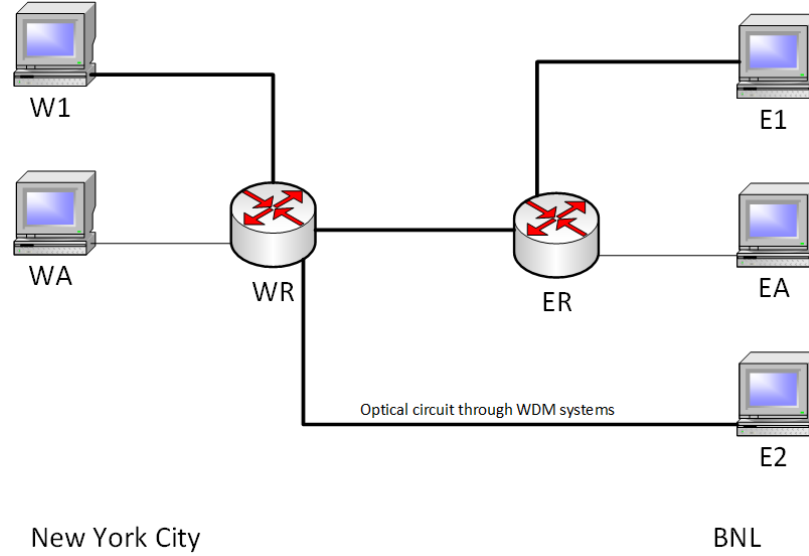 W1
E1
WA
WR
ER
EA
Optical circuit through WDM systems
E2
New York City
BNL